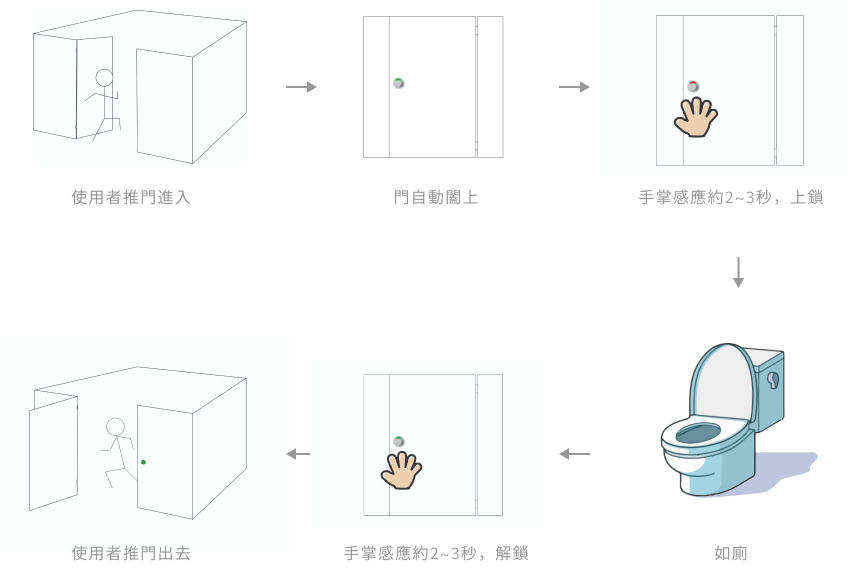 使用者推門進入
門自動闔上
手掌感應約2~3秒，上鎖
如廁
手掌感應約2~3秒，解鎖
使用者推門出去